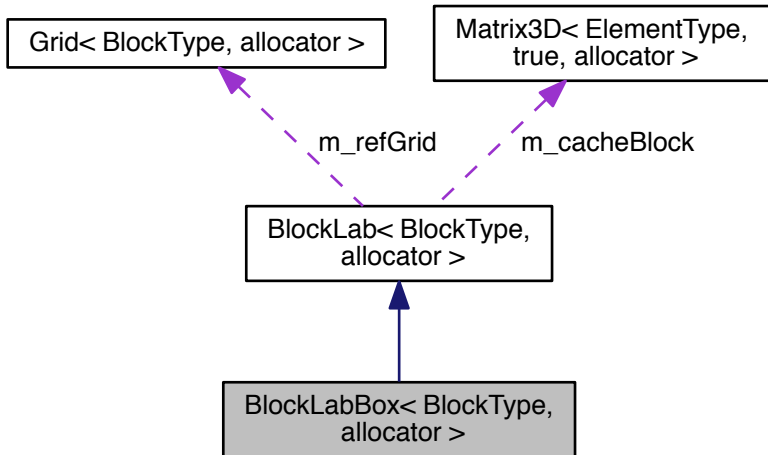 Grid< BlockType, allocator >
Matrix3D< ElementType,
true, allocator >
m_refGrid
m_cacheBlock
BlockLab< BlockType,
allocator >
BlockLabBox< BlockType,
allocator >